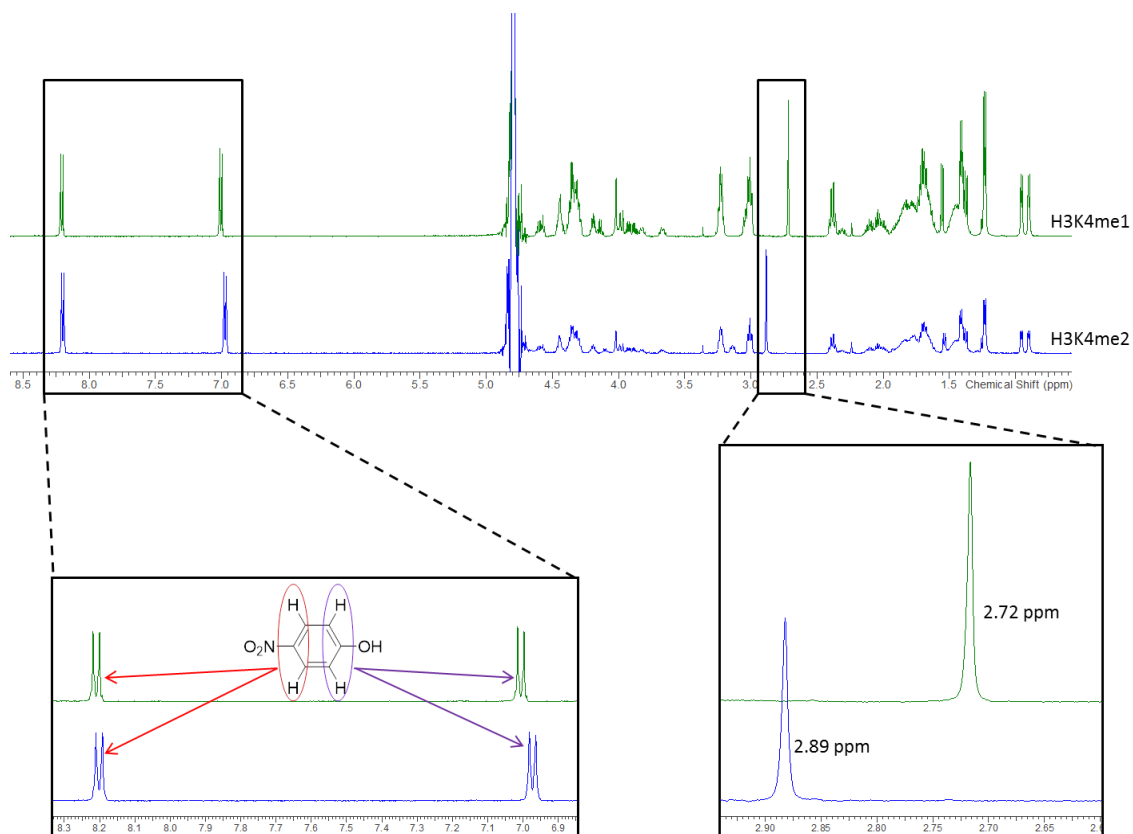 H3K4me1
H3K4me2
8.5 8.0 7.5 7.0 6.5 6.0 5.5 5.0 4.5 4.0 3.5 3.0 2.5 2.0 1.5 Chemical Shift (ppm)
H H
O₂N OH
H H
8.3 8.2 8.1 8.0 7.9 7.8 7.7 7.6 7.5 7.4 7.3 7.2 7.1 7.0 6.9
2.72 ppm
2.89 ppm
2.90 2.85 2.80 2.75 2.70 2.65